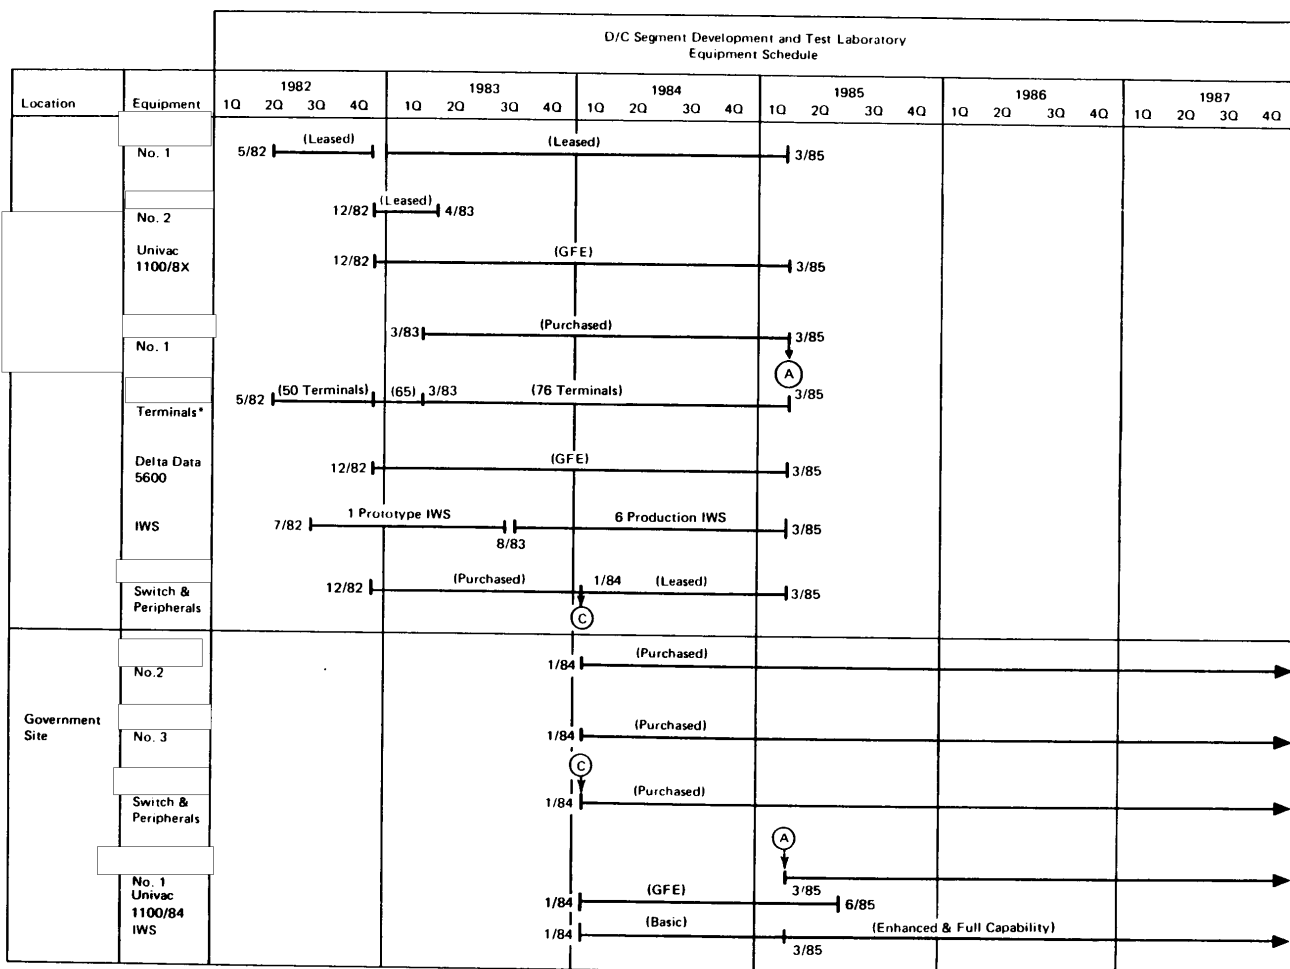 D/C Segment Development and Test Laboratory
Equipment Schedule
Location Equipment
1982 1983 1984 1985 1986 1987
1Q 2Q 3Q 4Q 1Q 2Q 3Q 4Q 1Q 2Q 3Q 4Q 1Q 2Q 3Q 4Q 1Q 2Q 3Q 4Q 1Q 2Q 3Q 4Q
No. 1 5/82 (Leased) (Leased) 3/85
No. 2 12/82 (Leased) 4/83
Univac
1100/8X 12/82 (GFE) 3/85
No. 1 3/83 (Purchased) 3/85
A
Terminals* 5/82 (50 Terminals) (65) 3/83 (76 Terminals) 3/85
Delta Data
5600 12/82 (GFE) 3/85
IWS 7/82 1 Prototype IWS 8/83 6 Production IWS 3/85
Switch &
Peripherals 12/82 (Purchased) 1/84 (Leased) 3/85
C
Government
Site
No.2 1/84 (Purchased)
No. 3 1/84 (Purchased)
C
Switch &
Peripherals 1/84 (Purchased)
A
No. 1 3/85
Univac
1100/84 1/84 (GFE) 6/85
IWS 1/84 (Basic) 3/85 (Enhanced & Full Capability)